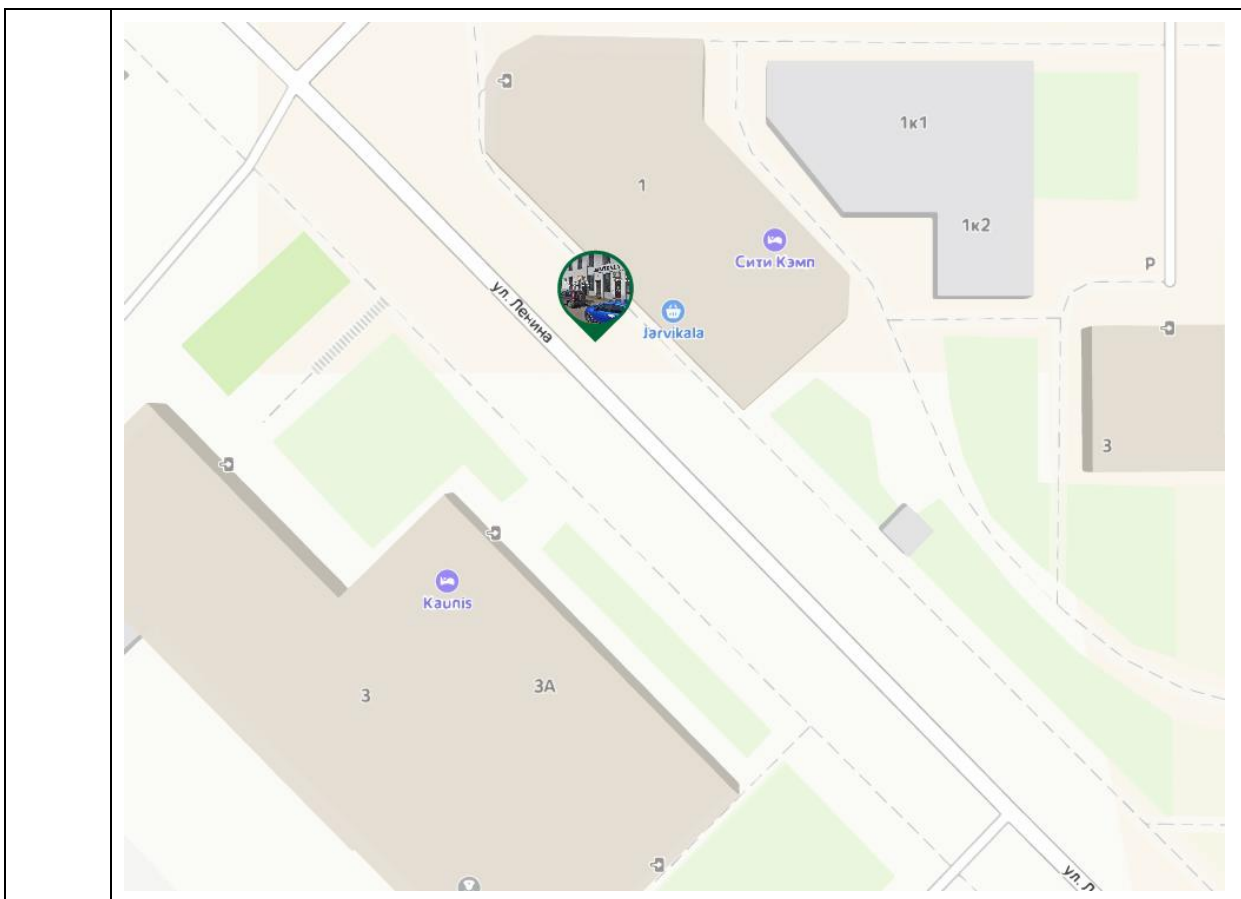 1к1
1
1к2
Сити Кэмп
P
ул. Ленина
Jarvikala
3
Kaunis
3А
3
ул. Л